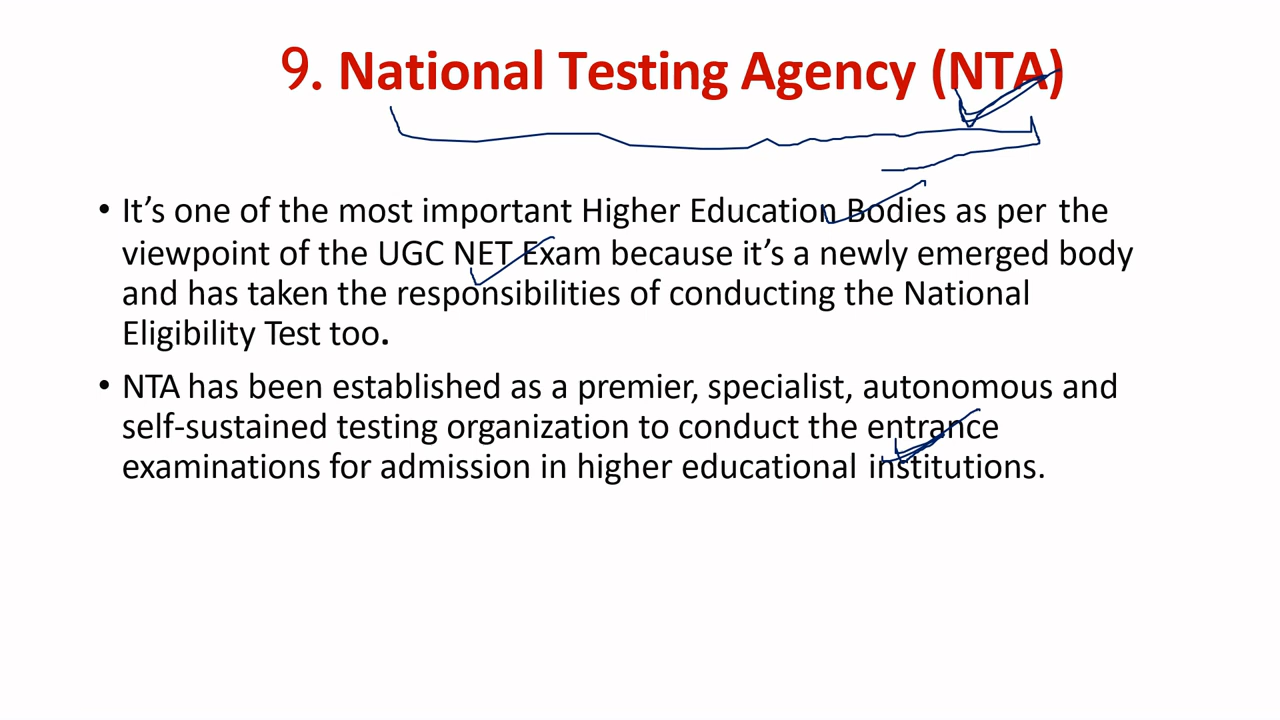 9. National Testing Agency (NTA)
• It’s one of the most important Higher Education Bodies as per the
viewpoint of the UGC NET Exam because it’s a newly emerged body
and has taken the responsibilities of conducting the National
Eligibility Test too.
• NTA has been established as a premier, specialist, autonomous and
self-sustained testing organization to conduct the entrance
examinations for admission in higher educational institutions.